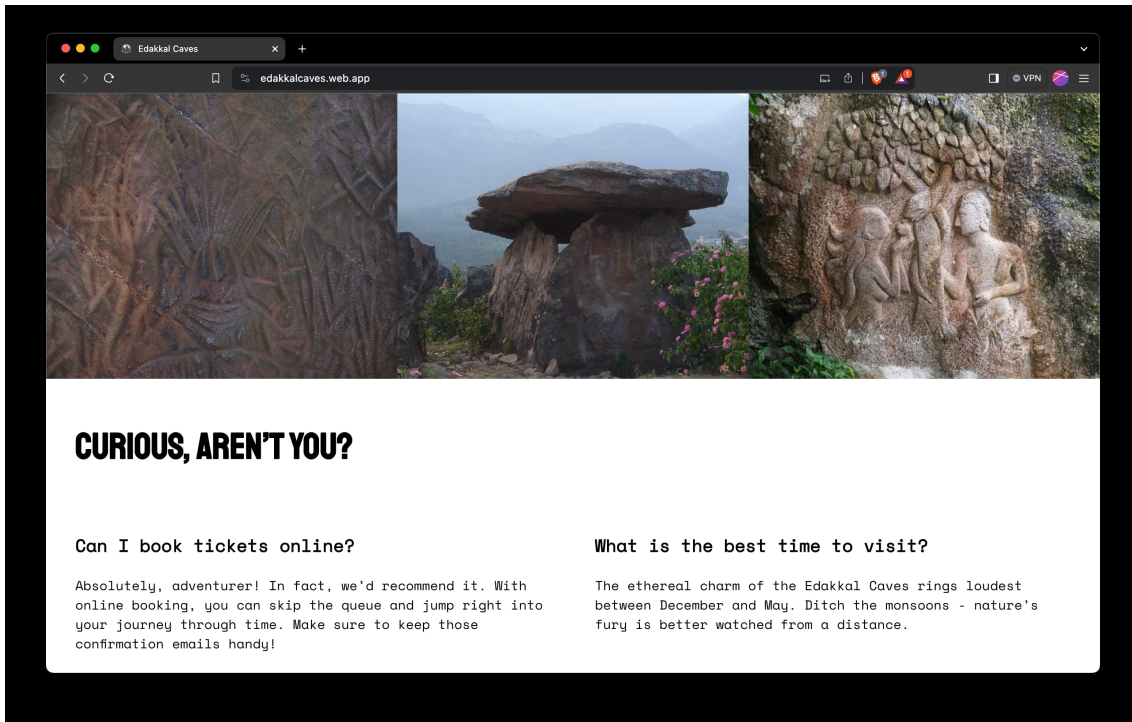 Edakkal Caves
edakkalcaves.web.app
1
1
VPN
CURIOUS, AREN'T YOU?
Can I book tickets online?
Absolutely, adventurer! In fact, we'd recommend it. With
online booking, you can skip the queue and jump right into
your journey through time. Make sure to keep those
confirmation emails handy!
What is the best time to visit?
The ethereal charm of the Edakkal Caves rings loudest
between December and May. Ditch the monsoons - nature's
fury is better watched from a distance.